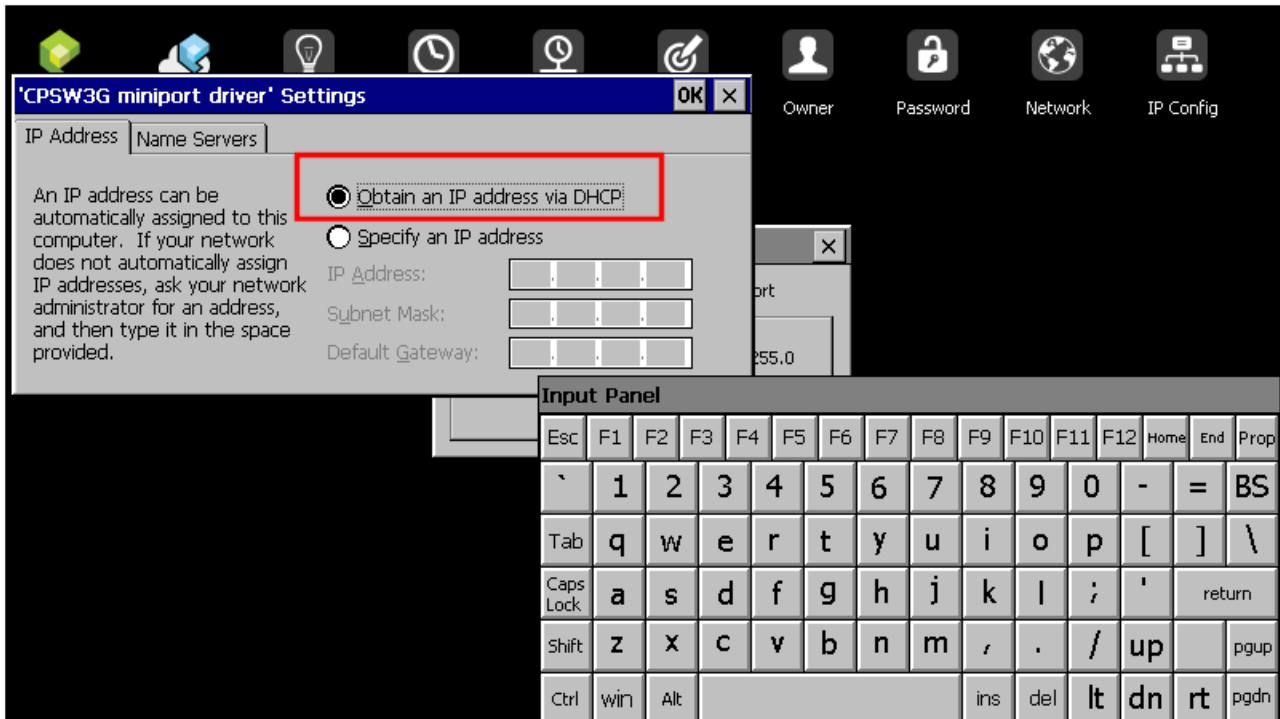 'CPSW3G miniport driver' Settings OK ×
Owner Password Network IP Config
IP Address Name Servers
An IP address can be
automatically assigned to this
computer. If your network
does not automatically assign
IP addresses, ask your network
administrator for an address,
and then type it in the space
provided.
Obtain an IP address via DHCP
Specify an IP address
IP Address:
Subnet Mask:
Default Gateway:
ort
255.0
Input Panel
Esc F1 F2 F3 F4 F5 F6 F7 F8 F9 F10 F11 F12 Home End Prop
` 1 2 3 4 5 6 7 8 9 0 - = BS
Tab q w e r t y u i o p [ ] \
Caps Lock a s d f g h j k l ; ' return
Shift z x c v b n m , . / up pgup
Ctrl win Alt ins del lt dn rt pgdn